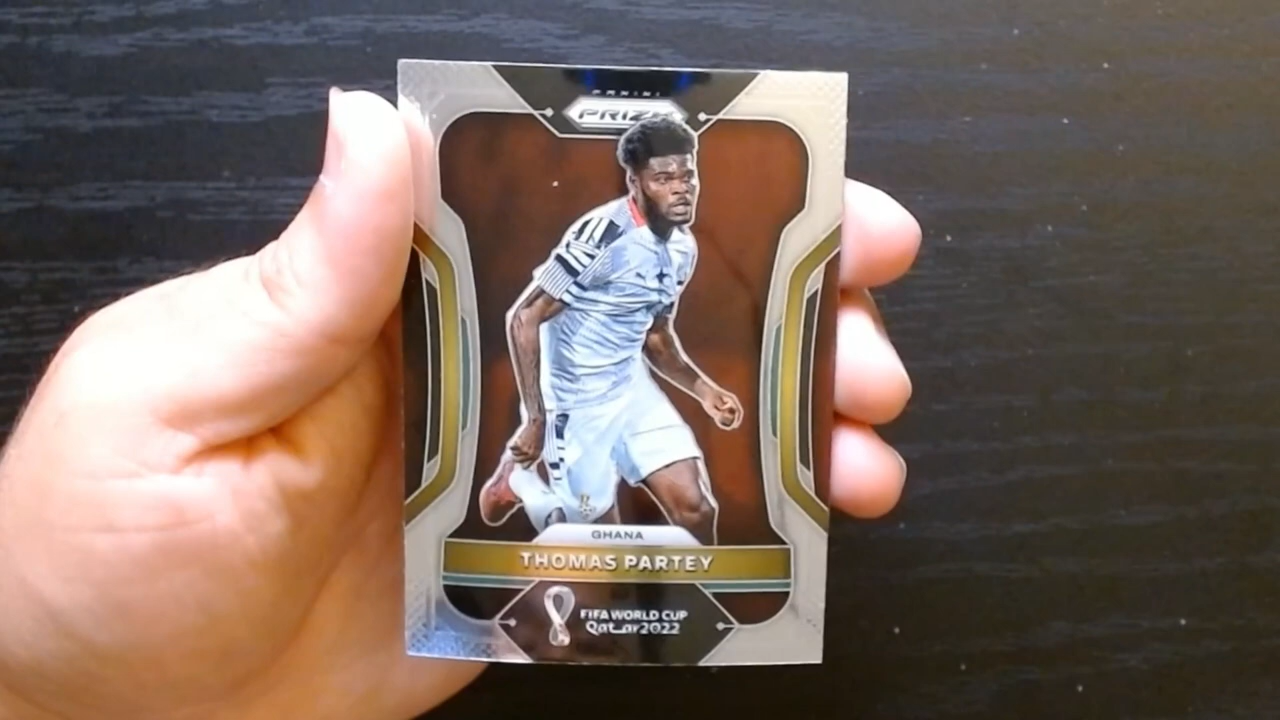 PANINI
PRIZM
GHANA
THOMAS PARTEY
FIFA WORLD CUP
Qatar2022